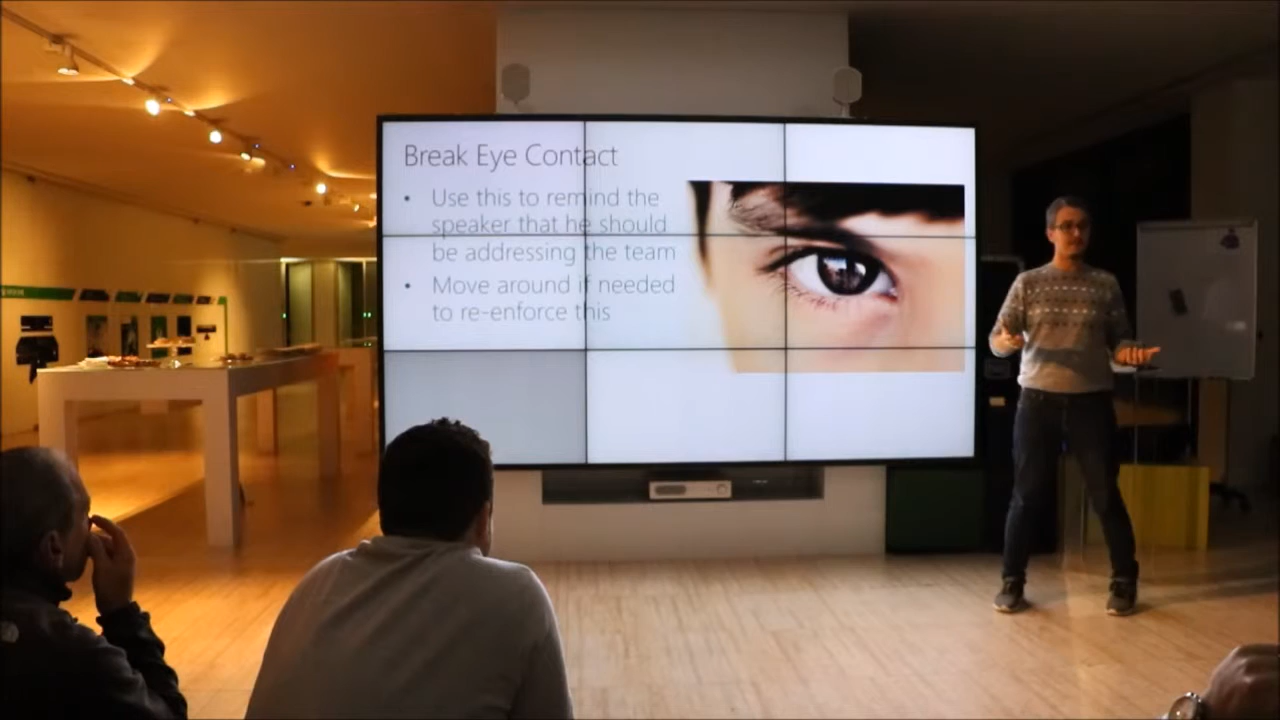 Break Eye Contact
• Use this to remind the
speaker that he should
be addressing the team
• Move around if needed
to re-enforce this